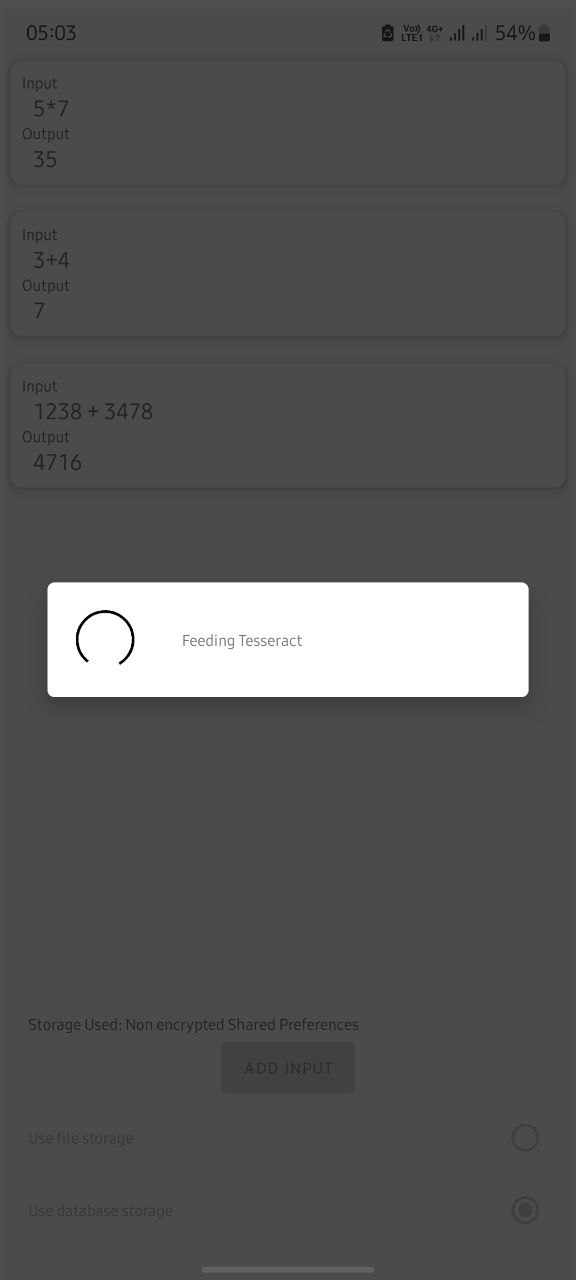 05:03
Vo)) LTE1 4G+ 54%
Input
5*7
Output
35
Input
3+4
Output
7
Input
1238 + 3478
Output
4716
Feeding Tesseract
Storage Used: Non encrypted Shared Preferences
ADD INPUT
Use file storage
Use database storage